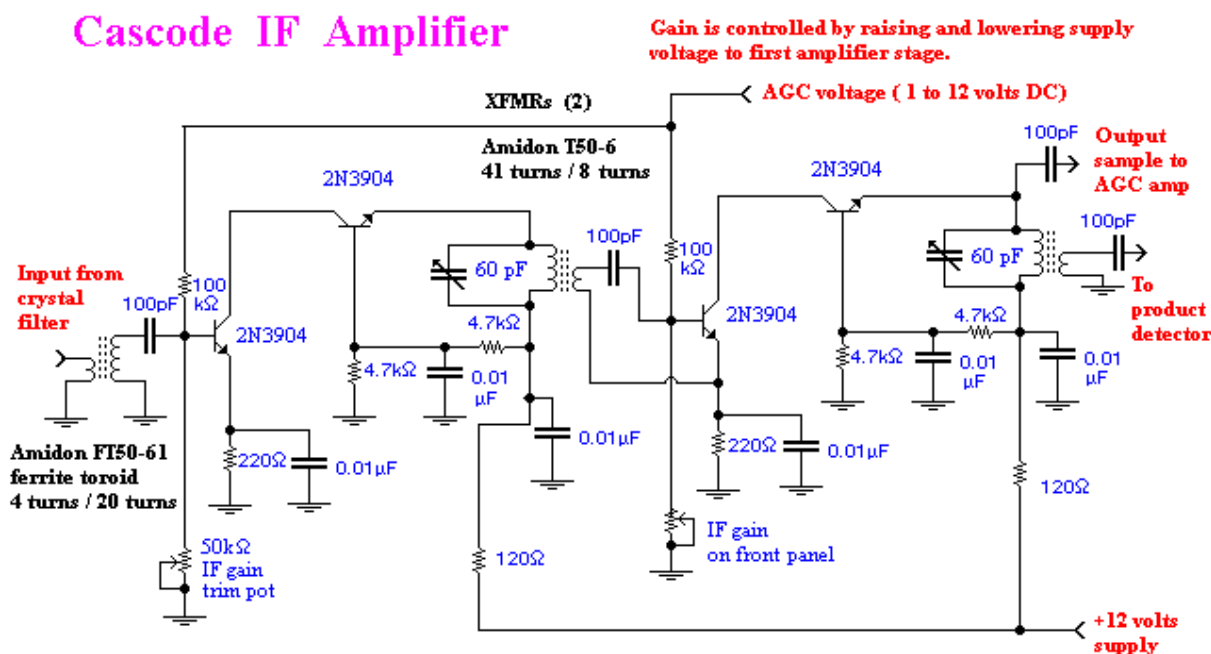 Cascode IF Amplifier
Gain is controlled by raising and lowering supply
voltage to first amplifier stage.
AGC voltage ( 1 to 12 volts DC)
XFMRs (2)
Amidon T50-6
41 turns / 8 turns
100pF
Output
sample to
AGC amp
2N3904
2N3904
100pF
100pF
Input from
crystal
filter
100
kΩ
100pF
60 pF
100
kΩ
60 pF
To
product
detector
2N3904
2N3904
4.7kΩ
4.7kΩ
4.7kΩ
0.01
µF
4.7kΩ
0.01
µF
0.01
µF
Amidon FT50-61
ferrite toroid
4 turns / 20 turns
220Ω
0.01µF
0.01µF
220Ω
0.01µF
120Ω
50kΩ
IF gain
trim pot
120Ω
IF gain
on front panel
+12 volts
supply